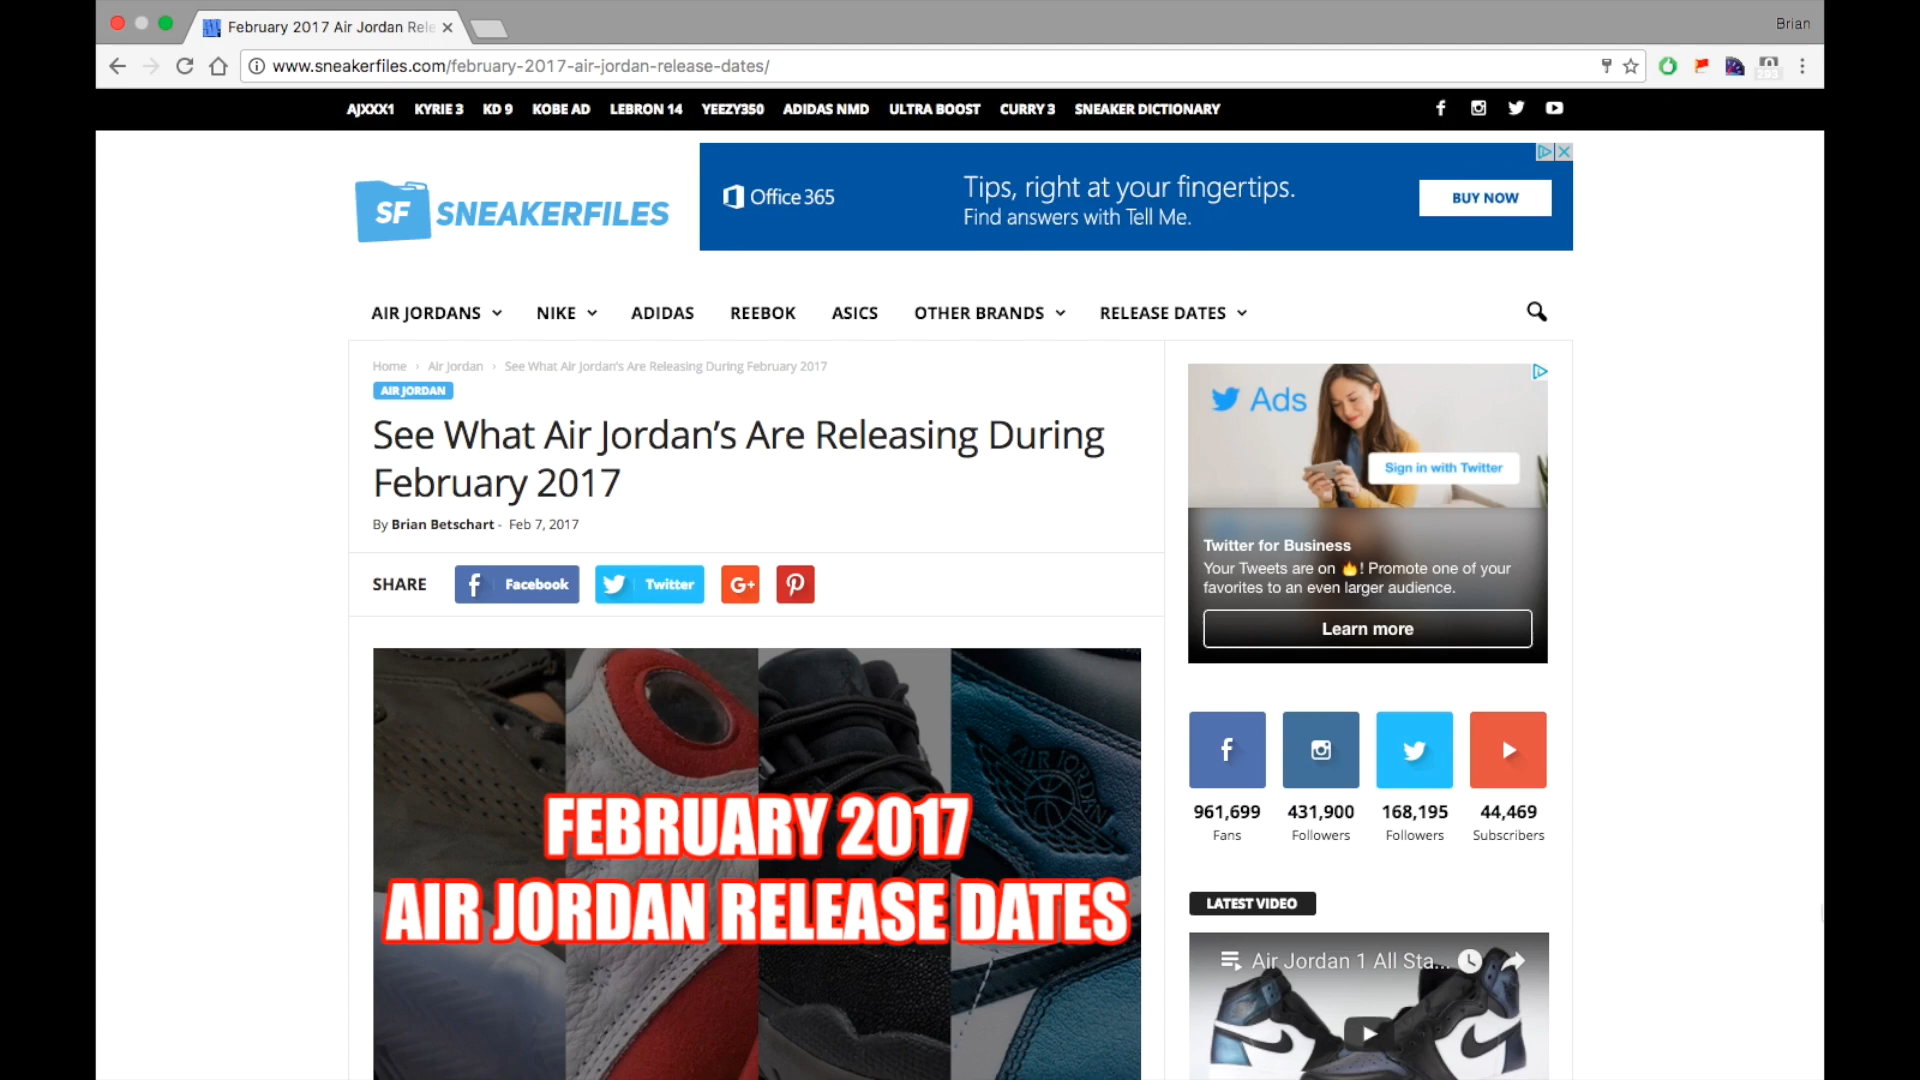 February 2017 Air Jordan Rele
Brian
www.sneakerfiles.com/february-2017-air-jordan-release-dates/
293
AJXXX1 KYRIE 3 KD 9 KOBE AD LEBRON 14 YEEZY350 ADIDAS NMD ULTRA BOOST CURRY 3 SNEAKER DICTIONARY
SF SNEAKERFILES
Office 365
Tips, right at your fingertips.
Find answers with Tell Me.
BUY NOW
AIR JORDANS NIKE ADIDAS REEBOK ASICS OTHER BRANDS RELEASE DATES
Home › Air Jordan › See What Air Jordan's Are Releasing During February 2017
AIR JORDAN
See What Air Jordan's Are Releasing During
February 2017
By Brian Betschart - Feb 7, 2017
SHARE Facebook Twitter G+
AIR JORDAN
FEBRUARY 2017
AIR JORDAN RELEASE DATES
Ads
Sign in with Twitter
Twitter for Business
Your Tweets are on 🔥! Promote one of your
favorites to an even larger audience.
Learn more
961,699 431,900 168,195 44,469
Fans Followers Followers Subscribers
LATEST VIDEO
Air Jordan 1 All Sta...